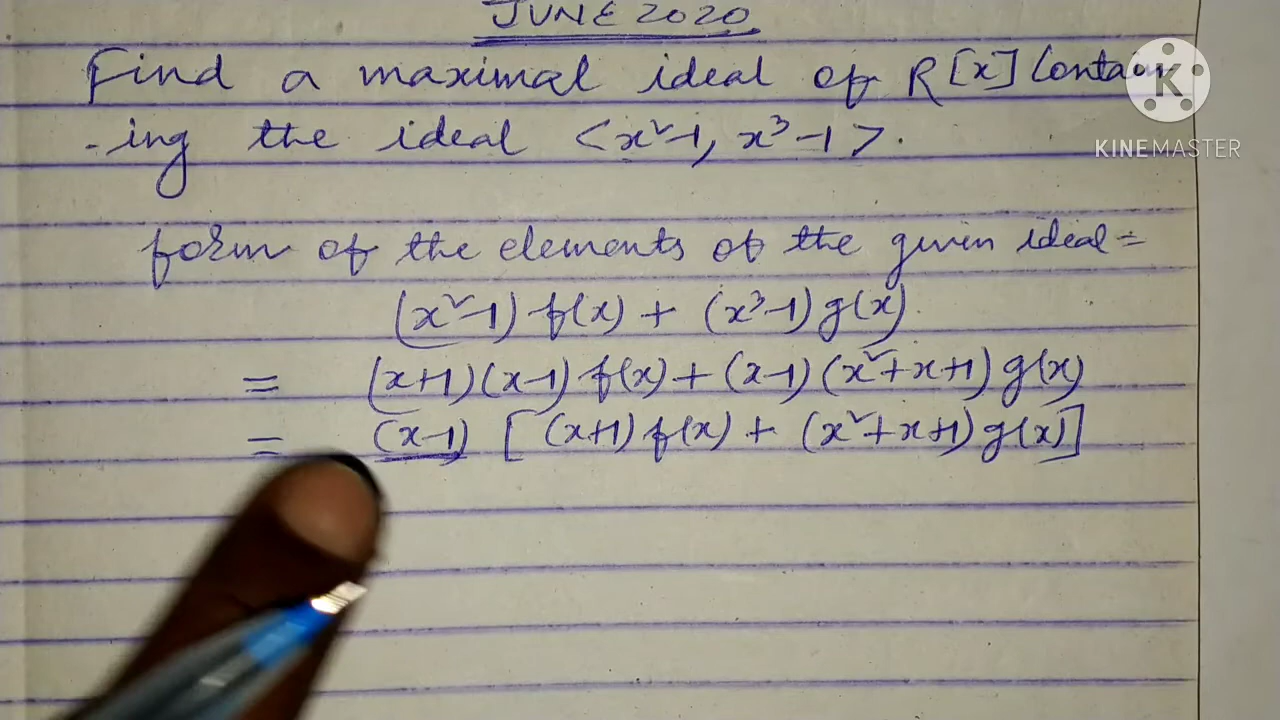 JUNE 2020
Find a maximal ideal of R[x] Contain
-ing the ideal <x²-1, x³-1>.
form of the elements of the given ideal =
(x²-1) f(x) + (x³-1) g(x).
= (x+1)(x-1) f(x) + (x-1)(x²+x+1) g(x)
= (x-1) [(x+1) f(x) + (x²+x+1) g(x)]
K
KINEMASTER